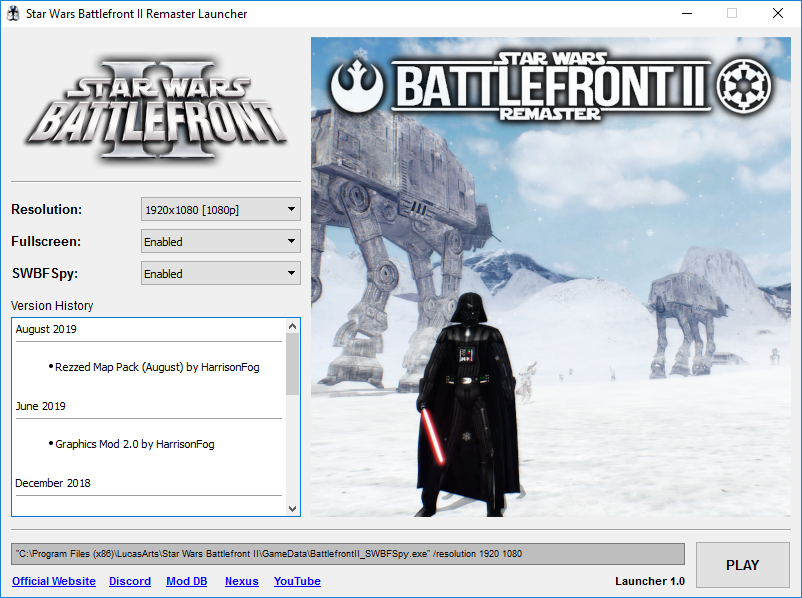 Star Wars Battlefront II Remaster Launcher
II
STAR WARS
BATTLEFRONT
STAR WARS
BATTLEFRONT II
REMASTER
Resolution:
1920x1080 [1080p]
Fullscreen:
Enabled
SWBFSpy:
Enabled
Version History
August 2019
•Rezzed Map Pack (August) by HarrisonFog
June 2019
•Graphics Mod 2.0 by HarrisonFog
December 2018
"C:\Program Files (x86)\LucasArts\Star Wars Battlefront II\GameData\BattlefrontII_SWBFSpy.exe" /resolution 1920 1080
PLAY
Official Website Discord Mod DB Nexus YouTube
Launcher 1.0